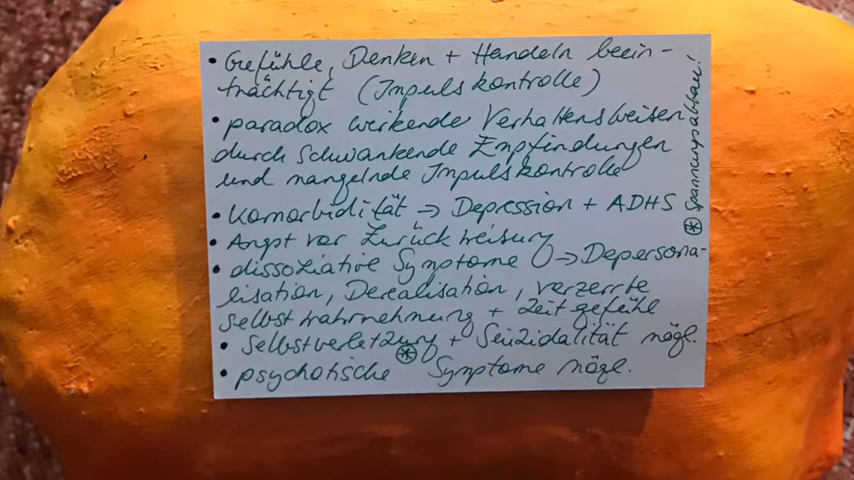 • Gefühle, Denken + Handeln beein-
trächtigt (Impulskontrolle)
• paradox wirkende Verhaltensweisen
durch schwankende Empfindungen
und mangelnde Impulskontrolle
• Komorbidität → Depression + ADHS
• Angst vor Zurückweisung
• dissoziative Symptome → Depersona-
lisation, Derealisation, verzerrte
Selbstwahrnehmung + Zeitgefühl
• Selbstverletzung + Suizidalität mögl.
⊛
• psychotische Symptome mögl.
⊛ Spannungsabbau!